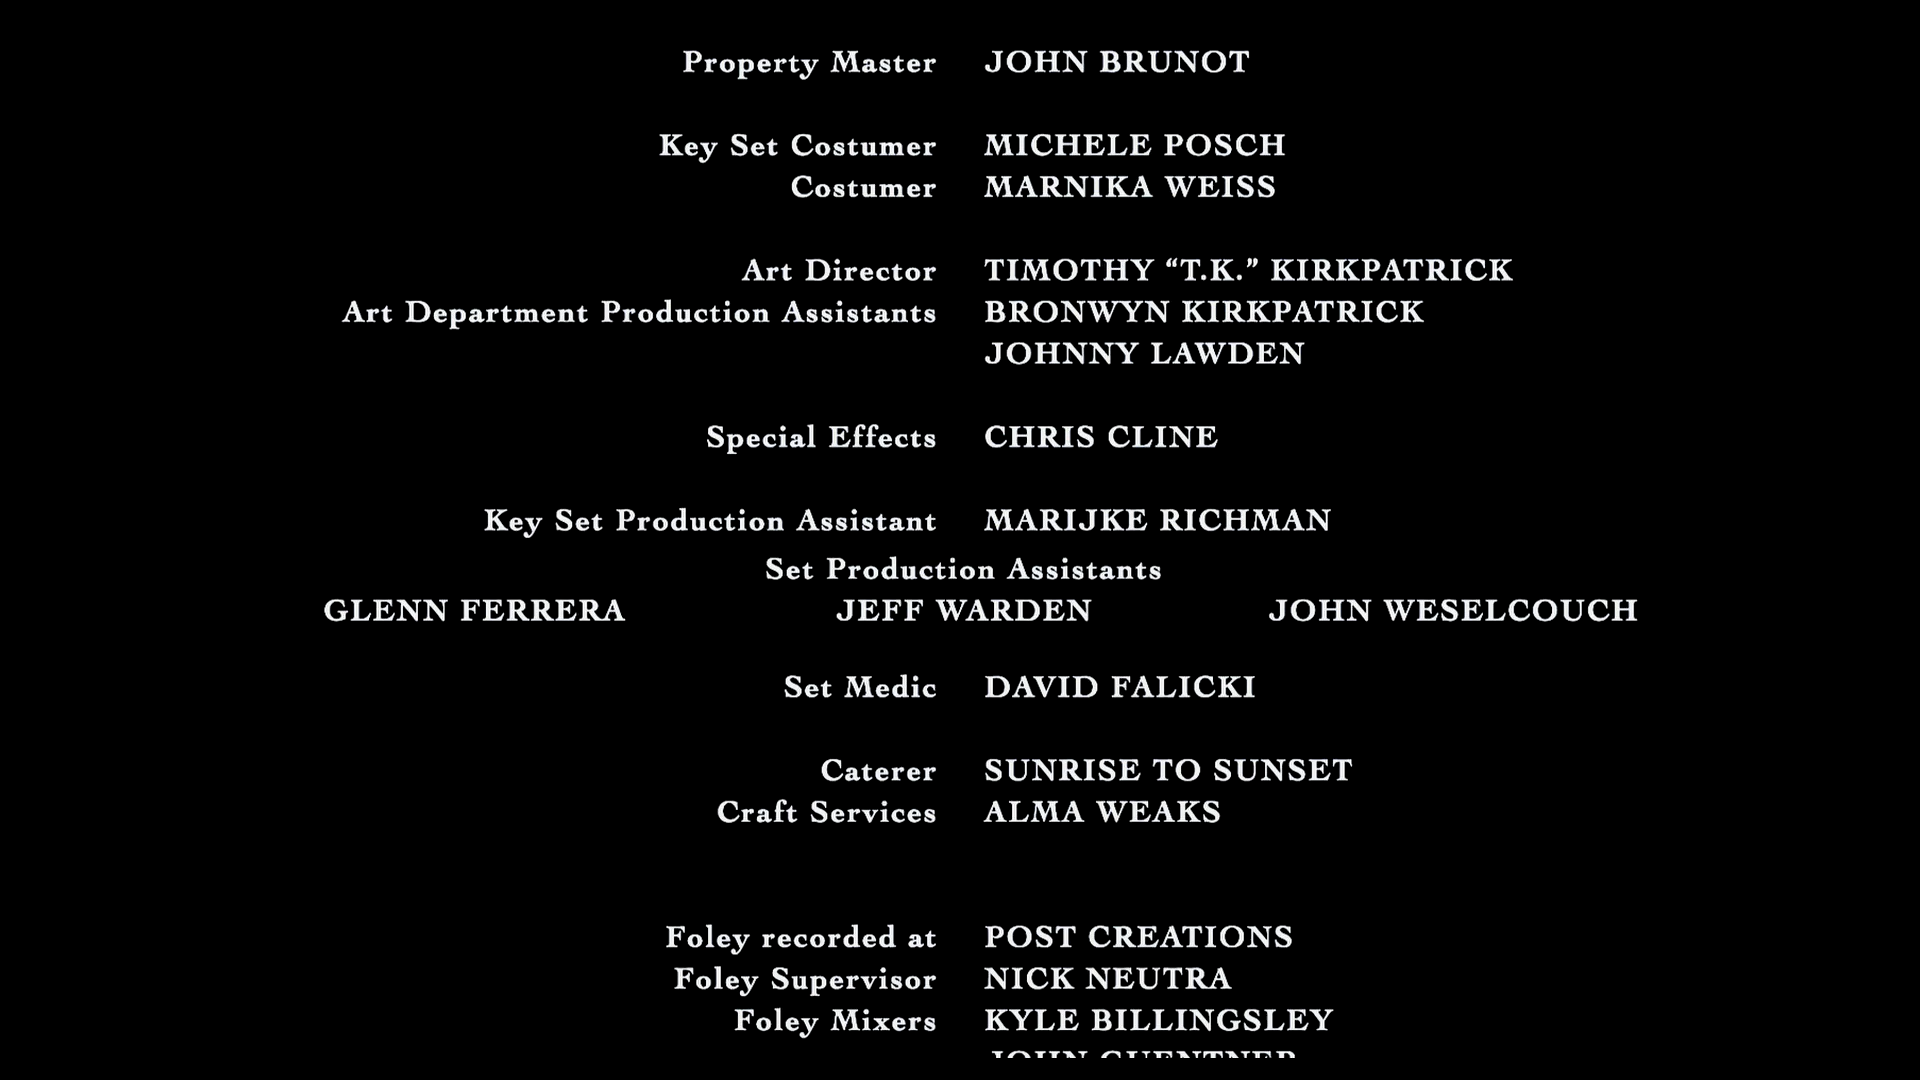 Property Master JOHN BRUNOT
Key Set Costumer MICHELE POSCH
Costumer MARNIKA WEISS
Art Director TIMOTHY “T.K.” KIRKPATRICK
Art Department Production Assistants BRONWYN KIRKPATRICK
JOHNNY LAWDEN
Special Effects CHRIS CLINE
Key Set Production Assistant MARIJKE RICHMAN
Set Production Assistants
GLENN FERRERA JEFF WARDEN JOHN WESELCOUCH
Set Medic DAVID FALICKI
Caterer SUNRISE TO SUNSET
Craft Services ALMA WEAKS
Foley recorded at POST CREATIONS
Foley Supervisor NICK NEUTRA
Foley Mixers KYLE BILLINGSLEY
JOHN